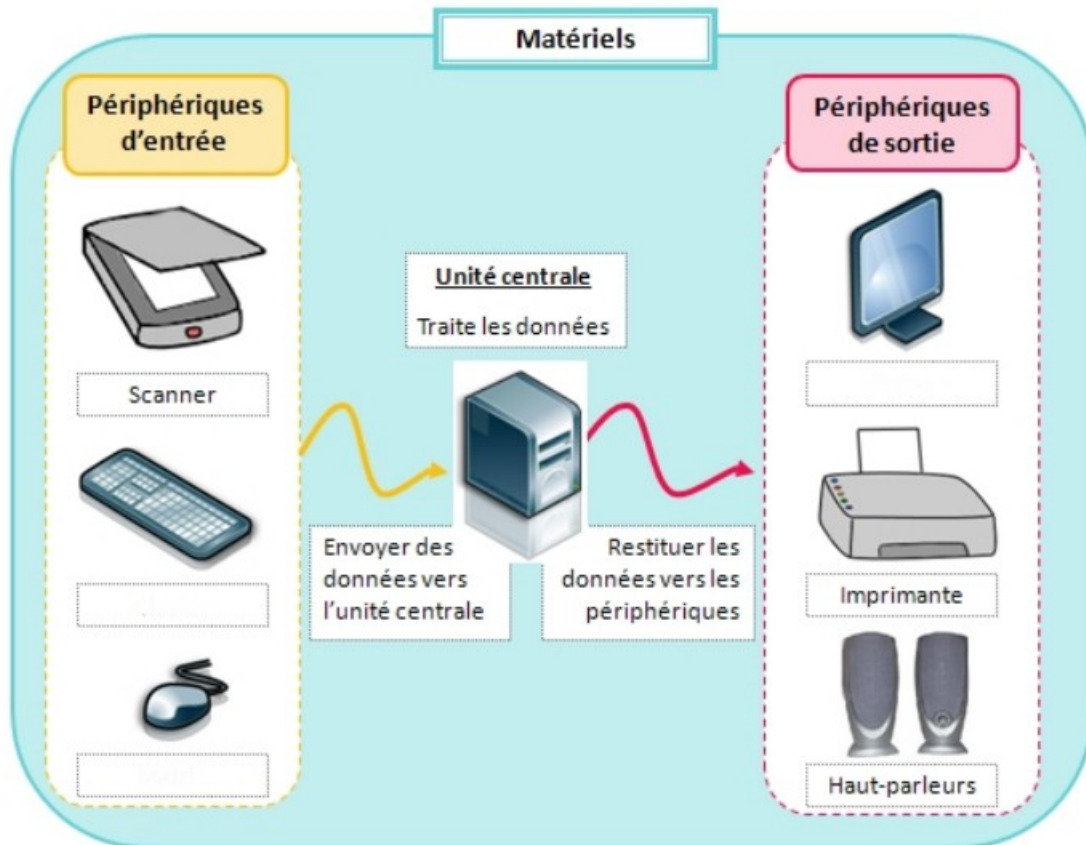 Matériels
Périphériques
d'entrée
Scanner
Unité centrale
Traite les données
Envoyer des
données vers
l'unité centrale
Restituer les
données vers les
périphériques
Périphériques
de sortie
Imprimante
Haut-parleurs